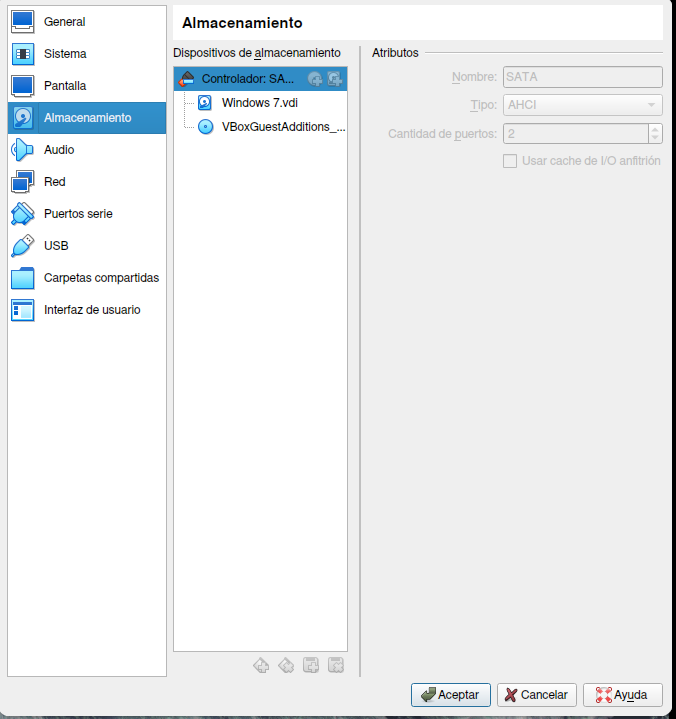 General
Sistema
Pantalla
Almacenamiento
Audio
Red
Puertos serie
USB
Carpetas compartidas
Interfaz de usuario
Almacenamiento
Dispositivos de almacenamiento
Controlador: SA...
Windows 7.vdi
VBoxGuestAdditions_...
Atributos
Nombre: SATA
Tipo: AHCI
Cantidad de puertos: 2
Usar cache de I/O anfitrión
Aceptar
Cancelar
Ayuda